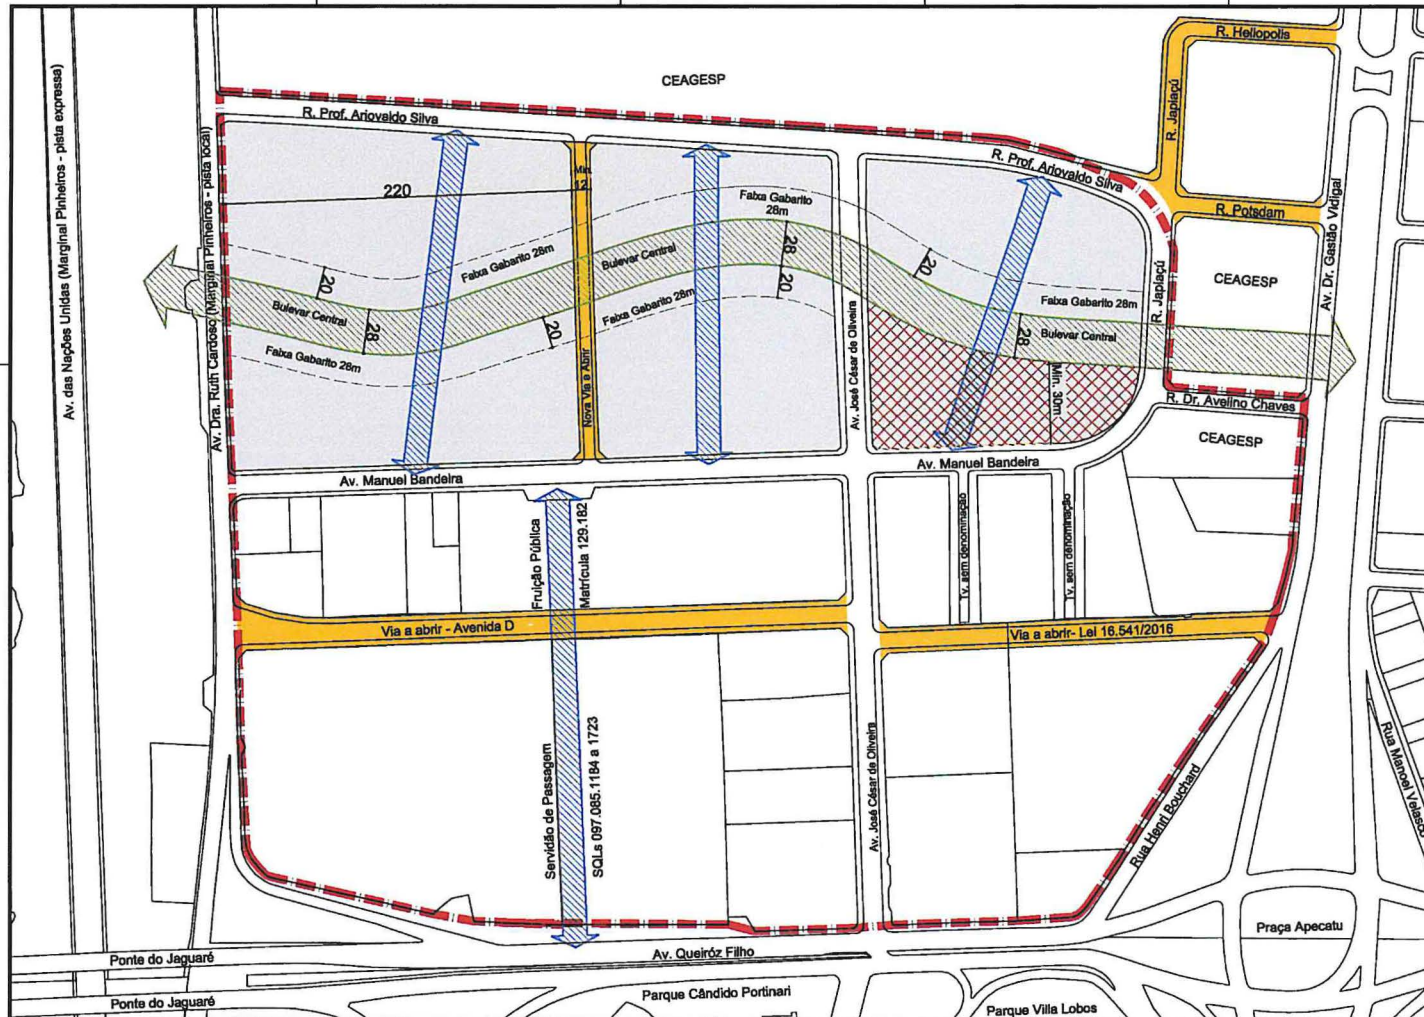 R. Heliopolis
CEAGESP
R. Prof. Ariovaldo Silva
R. Japiaçú
Av. das Nações Unidas (Marginal Pinheiros - pista expressa)
Av. Dra. Ruth Cardoso (Marginal Pinheiros - pista local)
R. Prof. Ariovaldo Silva
Min.
12
220
Faixa Gabarito
28m
R. Potsdam
Av. Dr. Gastão Vidigal
Faixa Gabarito 28m
Bulevar Central
28
20
20
CEAGESP
20
Bulevar Central
28
Faixa Gabarito 28m
20
Faixa Gabarito 28m
Faixa Gabarito 28m
Bulevar Central
28
R. Japiaçú
Nova Via a Abrir
Av. José César de Oliveira
Min. 30m
R. Dr. Avelino Chaves
CEAGESP
Av. Manuel Bandeira
Av. Manuel Bandeira
Fruição Pública
Matrícula 129.182
Tv. sem denominação
Tv. sem denominação
Via a abrir - Avenida D
Via a abrir- Lei 16.541/2016
Servidão de Passagem
SQLs 097.085.1184 a 1723
Av. José César de Oliveira
Rua Henri Bouchard
Rua Manoel Velasco
Praça Apecatu
Av. Queiróz Filho
Ponte do Jaguaré
Ponte do Jaguaré
Parque Cândido Portinari
Parque Villa Lobos